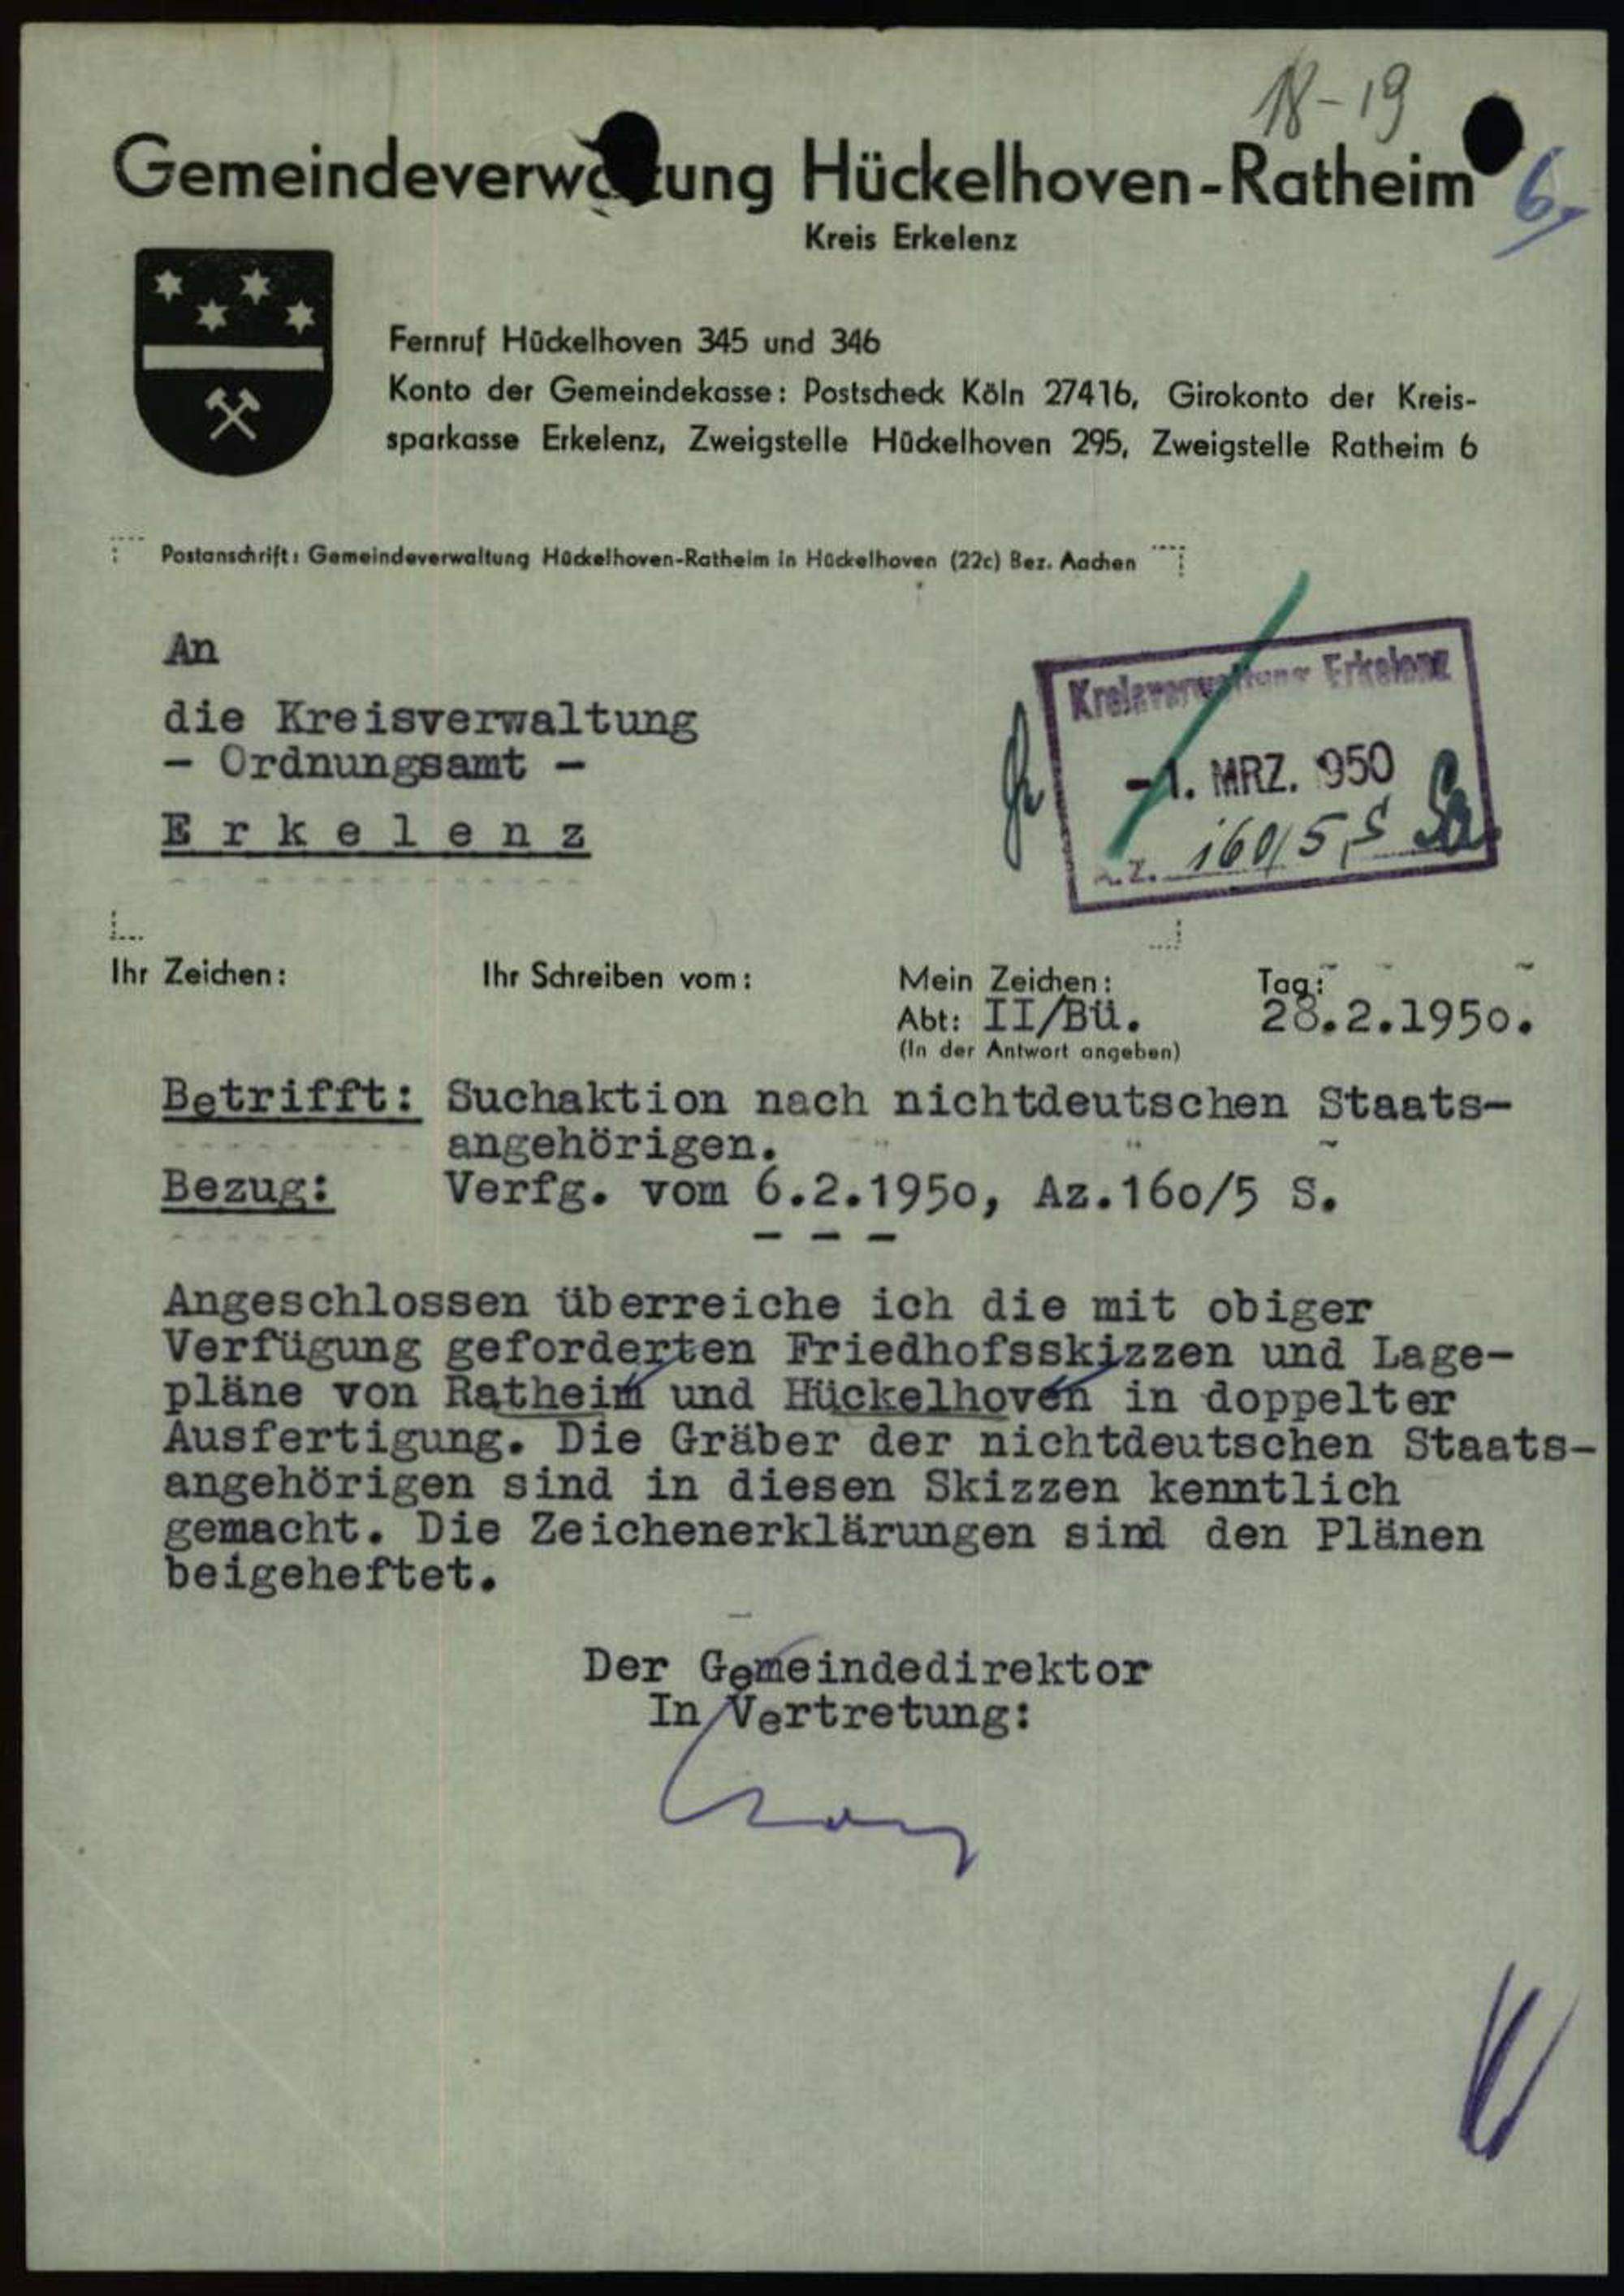 18-19
Gemeindeverwaltung Hückelhoven-Ratheim
6
Kreis Erkelenz
Fernruf Hückelhoven 345 und 346
Konto der Gemeindekasse: Postscheck Köln 27416, Girokonto der Kreis-
sparkasse Erkelenz, Zweigstelle Hückelhoven 295, Zweigstelle Ratheim 6
Postanschrift: Gemeindeverwaltung Hückelhoven-Ratheim in Hückelhoven (22c) Bez. Aachen
An
die Kreisverwaltung
- Ordnungsamt -
Erkelenz
Kreisverwaltung Erkelenz
-1. MRZ. 950
A.Z. 160/5, S
Ihr Zeichen:
Ihr Schreiben vom:
Mein Zeichen:
Abt: II/Bü.
(In der Antwort angeben)
Tag:
28.2.1950.
Betrifft: Suchaktion nach nichtdeutschen Staats-
angehörigen.
Bezug: Verfg. vom 6.2.1950, Az.160/5 S.
- - -
Angeschlossen überreiche ich die mit obiger
Verfügung geforderten Friedhofsskizzen und Lage-
pläne von Ratheim und Hückelhoven in doppelter
Ausfertigung. Die Gräber der nichtdeutschen Staats-
angehörigen sind in diesen Skizzen kenntlich
gemacht. Die Zeichenerklärungen sind den Plänen
beigeheftet.
Der Gemeindedirektor
In Vertretung: